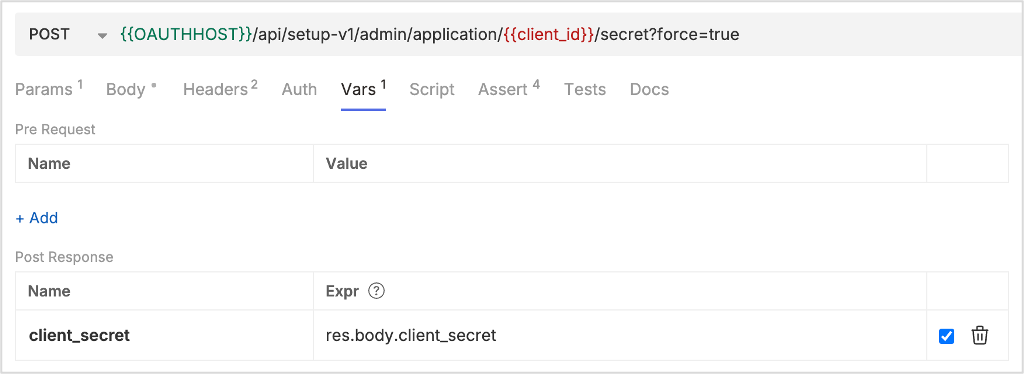 POST {{OAUTHHOST}}/api/setup-v1/admin/application/{{client_id}}/secret?force=true
Params 1 Body * Headers 2 Auth Vars 1 Script Assert 4 Tests Docs
Pre Request
Name Value
+ Add
Post Response
Name Expr ?
client_secret res.body.client_secret